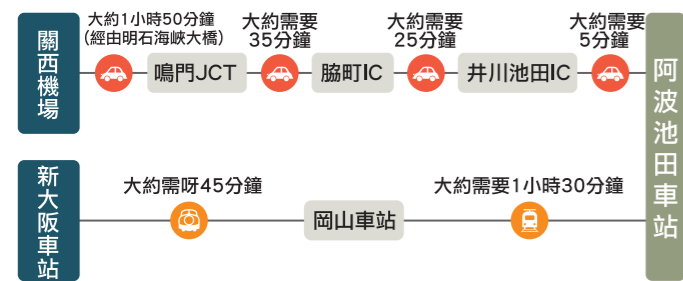 關西機場
大約1小時50分鐘
(經由明石海峽大橋)
鳴門JCT
大約需要
35分鐘
脇町IC
大約需要
25分鐘
井川池田IC
大約需要
5分鐘
阿波池田車站
新大阪車站
大約需呀45分鐘
岡山車站
大約需要1小時30分鐘